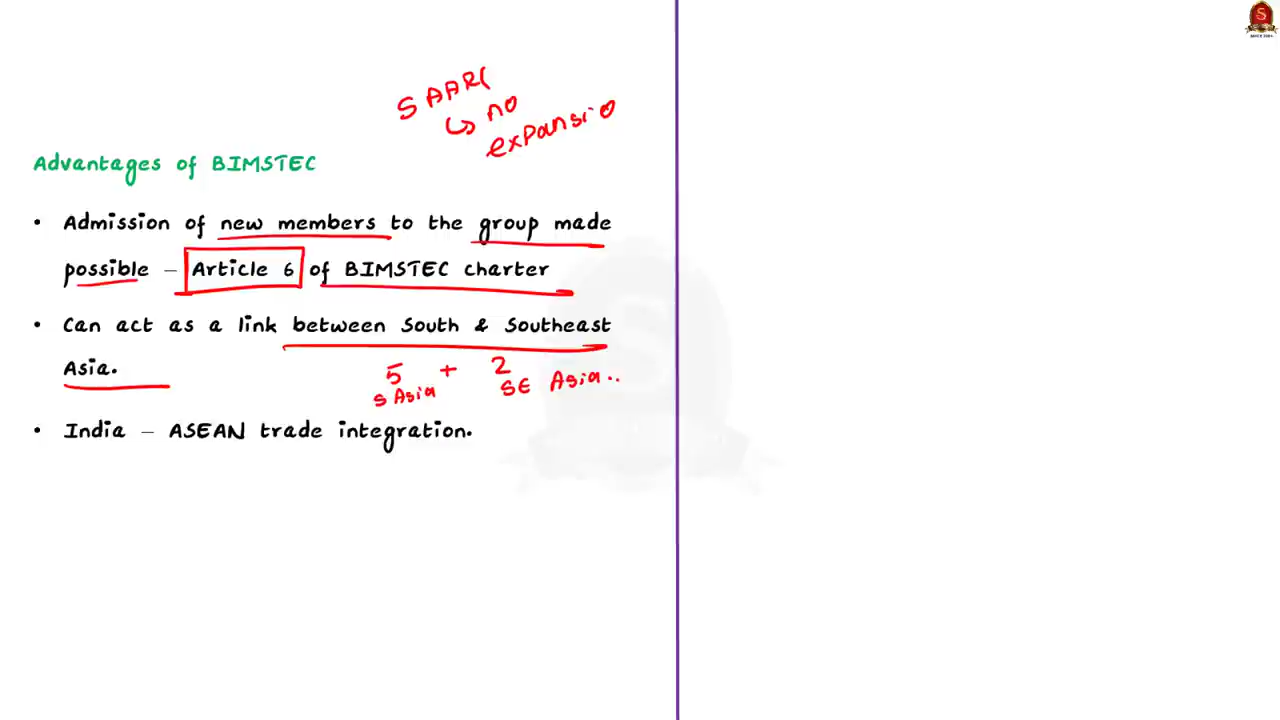 SAARC
↳ no
expansio
Advantages of BIMSTEC
• Admission of new members to the group made
possible – Article 6 of BIMSTEC charter
• Can act as a link between South & Southeast
Asia.
5 + 2
S Asia SE Asia..
• India – ASEAN trade integration.